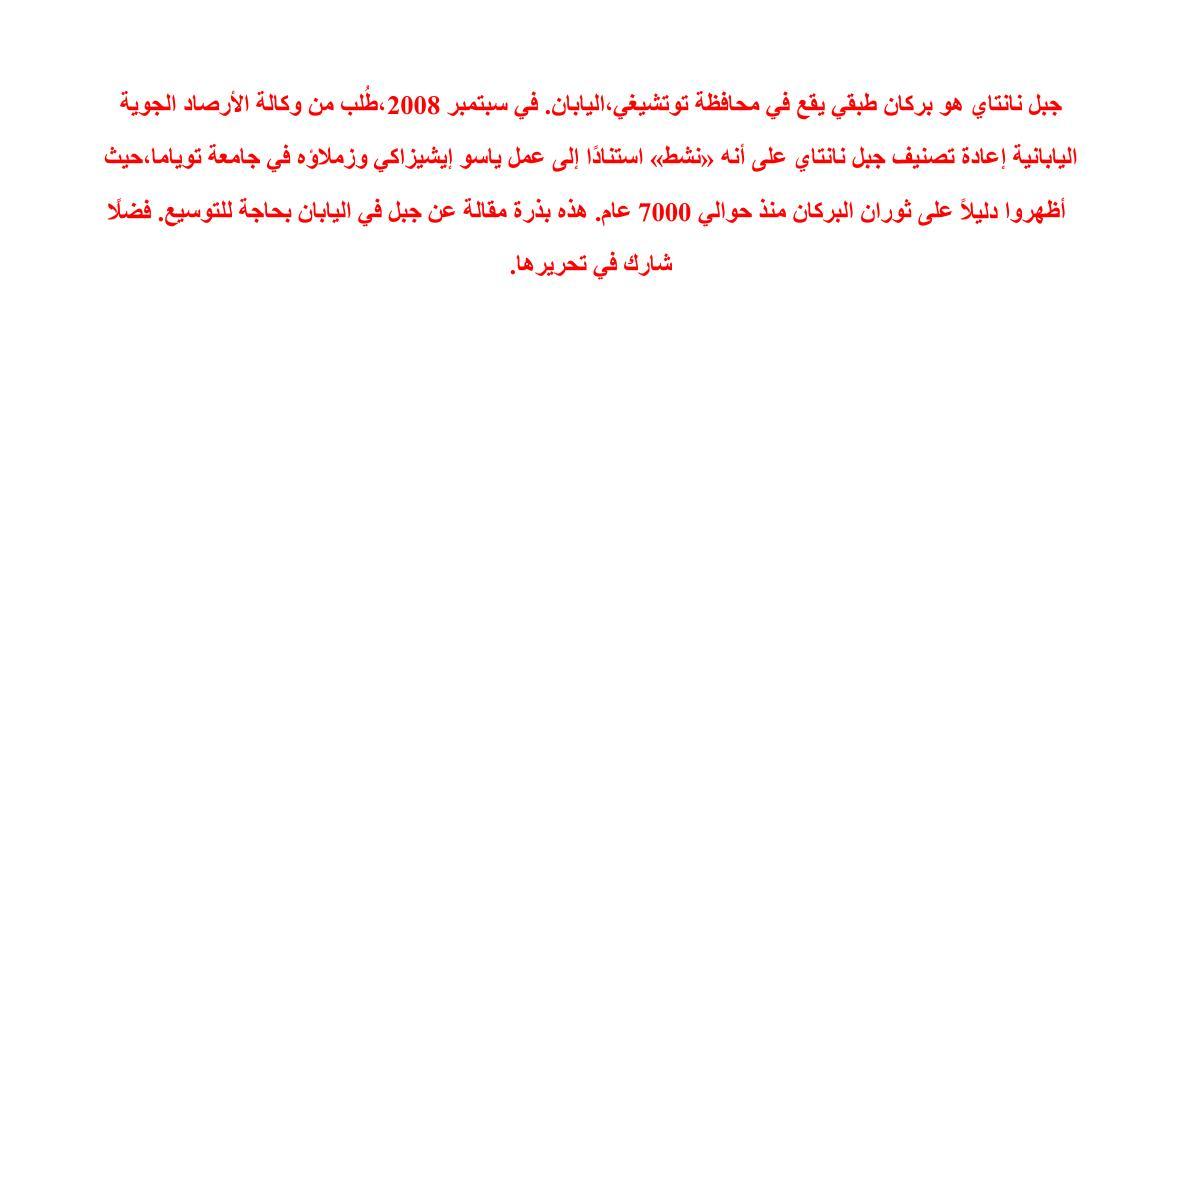 جبل نانتاي هو بركان طبقي يقع في محافظة توتشيغي،اليابان. في سبتمبر 2008،طُلب من وكالة الأرصاد الجوية
اليابانية إعادة تصنيف جبل نانتاي على أنه «نشط» استنادًا إلى عمل ياسو إيشيزاكي وزملاؤه في جامعة توياما،حيث
أظهروا دليلاً على ثوران البركان منذ حوالي 7000 عام. هذه بذرة مقالة عن جبل في اليابان بحاجة للتوسيع. فضلًا
شارك في تحريرها.